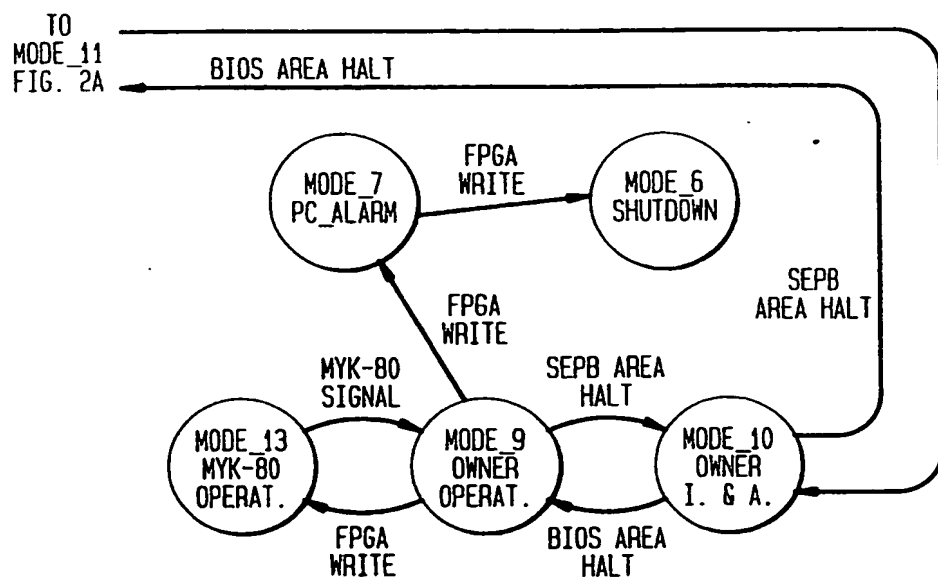 TO
MODE_11
FIG. 2A
BIOS AREA HALT
FPGA
WRITE
MODE_7
PC_ALARM
MODE_6
SHUTDOWN
SEPB
AREA HALT
FPGA
WRITE
MYK-80
SIGNAL
SEPB AREA
HALT
MODE_13
MYK-80
OPERAT.
MODE_9
OWNER
OPERAT.
MODE_10
OWNER
I. & A.
FPGA
WRITE
BIOS AREA
HALT